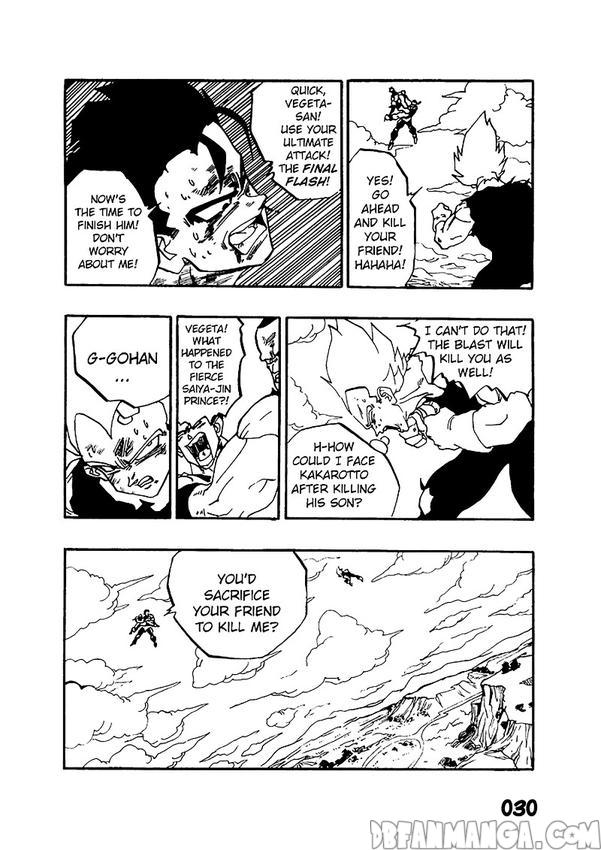 YES!
GO
AHEAD
AND KILL
YOUR
FRIEND!
HAHAHA!
QUICK,
VEGETA-
SAN!
USE YOUR
ULTIMATE
ATTACK!
THE FINAL
FLASH!
NOW'S
THE TIME TO
FINISH HIM!
DON'T
WORRY
ABOUT ME!
I CAN'T DO THAT!
THE BLAST WILL
KILL YOU AS
WELL!
H-HOW
COULD I FACE
KAKAROTTO
AFTER KILLING
HIS SON?
VEGETA!
WHAT
HAPPENED
TO THE
FIERCE
SAIYA-JIN
PRINCE?!
G-GOHAN
...
YOU'D
SACRIFICE
YOUR FRIEND
TO KILL ME?
030
DBFANMANGA.COM